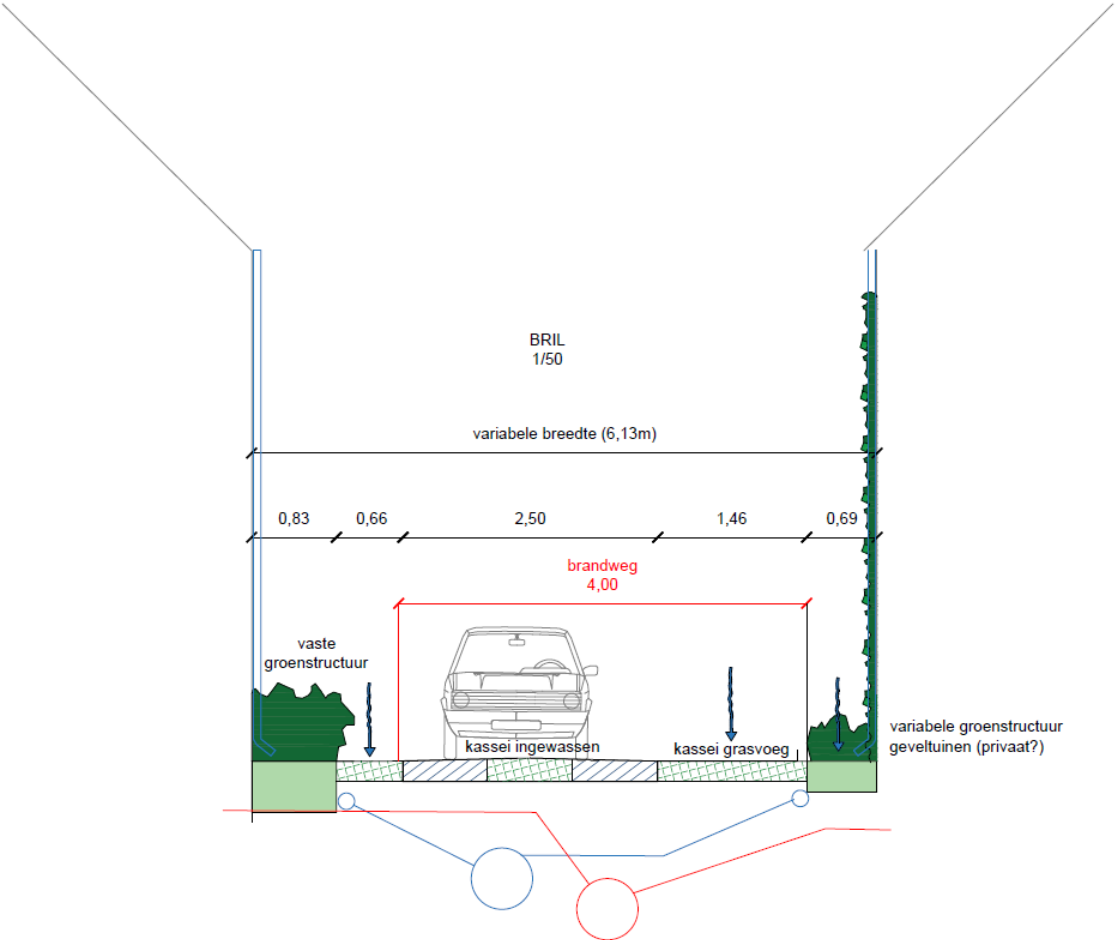 BRIL
1/50
variabele breedte (6,13m)
0,83
0,66
2,50
1,46
0,69
brandweg
4,00
vaste
groenstructuur
kassei ingewassen
kassei grasvoeg
variabele groenstructuur
geveltuinen (privaat?)